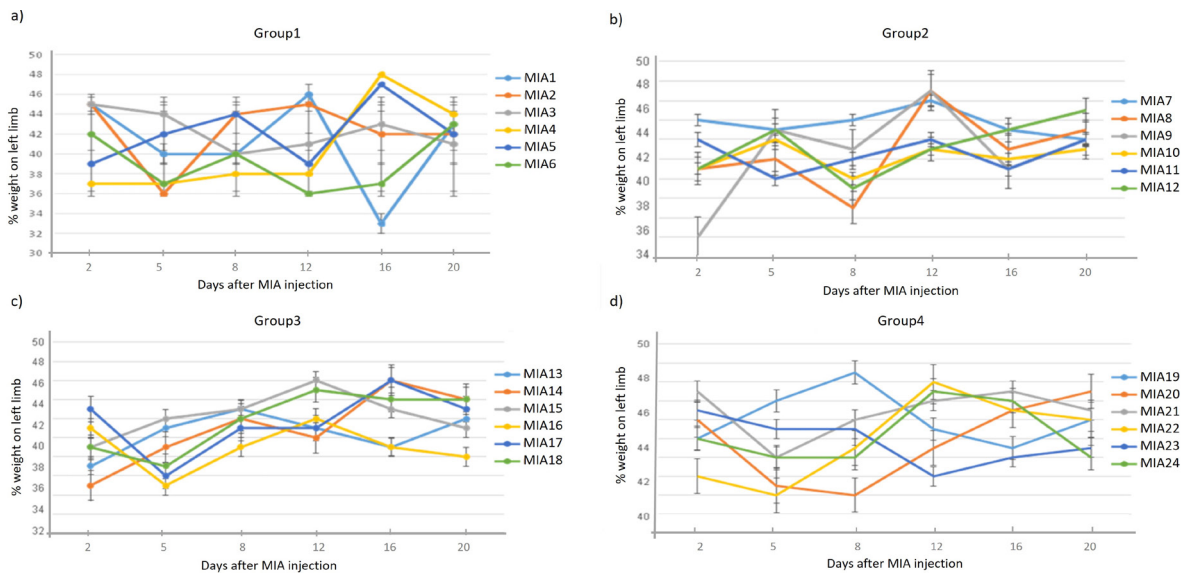 a)
Group1
% weight on left limb
50
48
46
44
42
40
38
36
34
32
30
2 5 8 12 16 20
Days after MIA injection
MIA1
MIA2
MIA3
MIA4
MIA5
MIA6
b)
Group2
% weight on left limb
50
48
46
44
42
40
38
36
34
2 5 8 12 16 20
Days after MIA injection
MIA7
MIA8
MIA9
MIA10
MIA11
MIA12
c)
Group3
% weight on left limb
50
48
46
44
42
40
38
36
34
32
2 5 8 12 16 20
Days after MIA injection
MIA13
MIA14
MIA15
MIA16
MIA17
MIA18
d)
Group4
% weight on left limb
50
48
46
44
42
40
2 5 8 12 16 20
Days after MIA injection
MIA19
MIA20
MIA21
MIA22
MIA23
MIA24